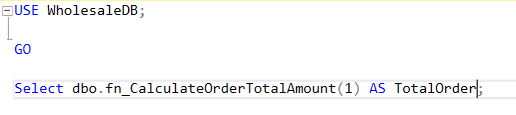 USE WholesaleDB;
GO
Select dbo.fn_CalculateOrderTotalAmount(1) AS TotalOrder;